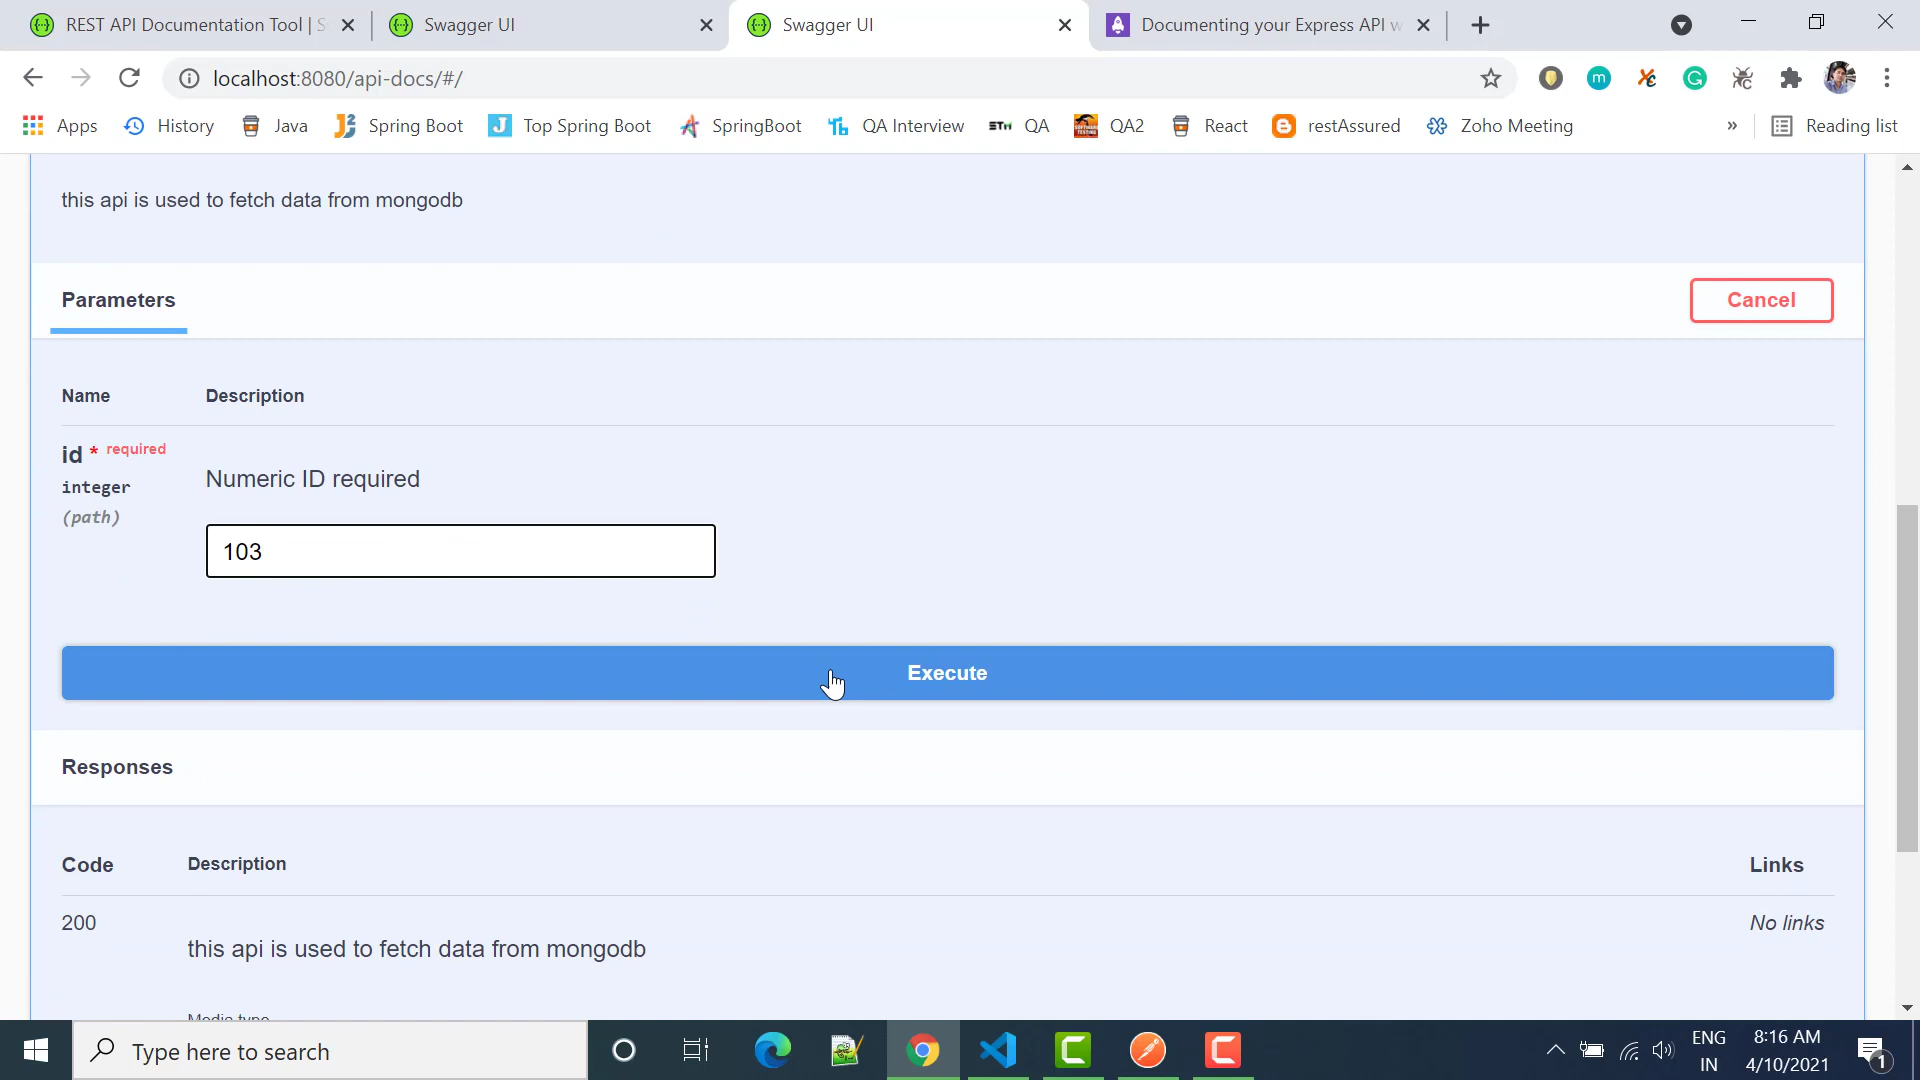 REST API Documentation Tool | S
Swagger UI
Swagger UI
Documenting your Express API w
localhost:8080/api-docs/#/
Apps
History
Java
Spring Boot
Top Spring Boot
SpringBoot
QA Interview
QA
QA2
React
restAssured
Zoho Meeting
»
Reading list
this api is used to fetch data from mongodb
Parameters
Cancel
Name
Description
id * required
integer
(path)
Numeric ID required
103
Execute
Responses
Code
Description
Links
200
No links
this api is used to fetch data from mongodb
Media type
Type here to search
ENG
IN
8:16 AM
4/10/2021
1